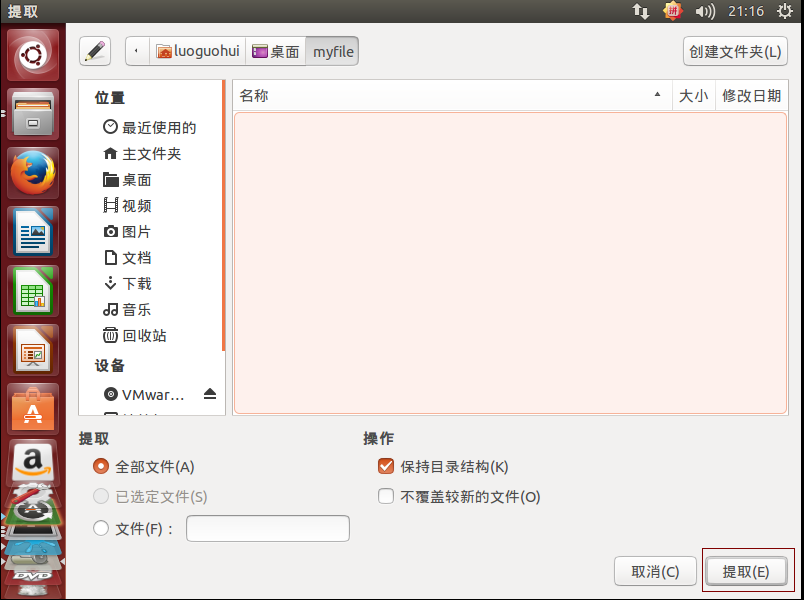 提取
拼
21:16
luoguohui 桌面 myfile
创建文件夹(L)
位置
最近使用的
主文件夹
桌面
视频
图片
文档
下载
音乐
回收站
设备
VMwar...
名称 大小 修改日期
提取
全部文件(A)
已选定文件(S)
文件(F)：
操作
保持目录结构(K)
不覆盖较新的文件(O)
取消(C)
提取(E)
A
a
DVD